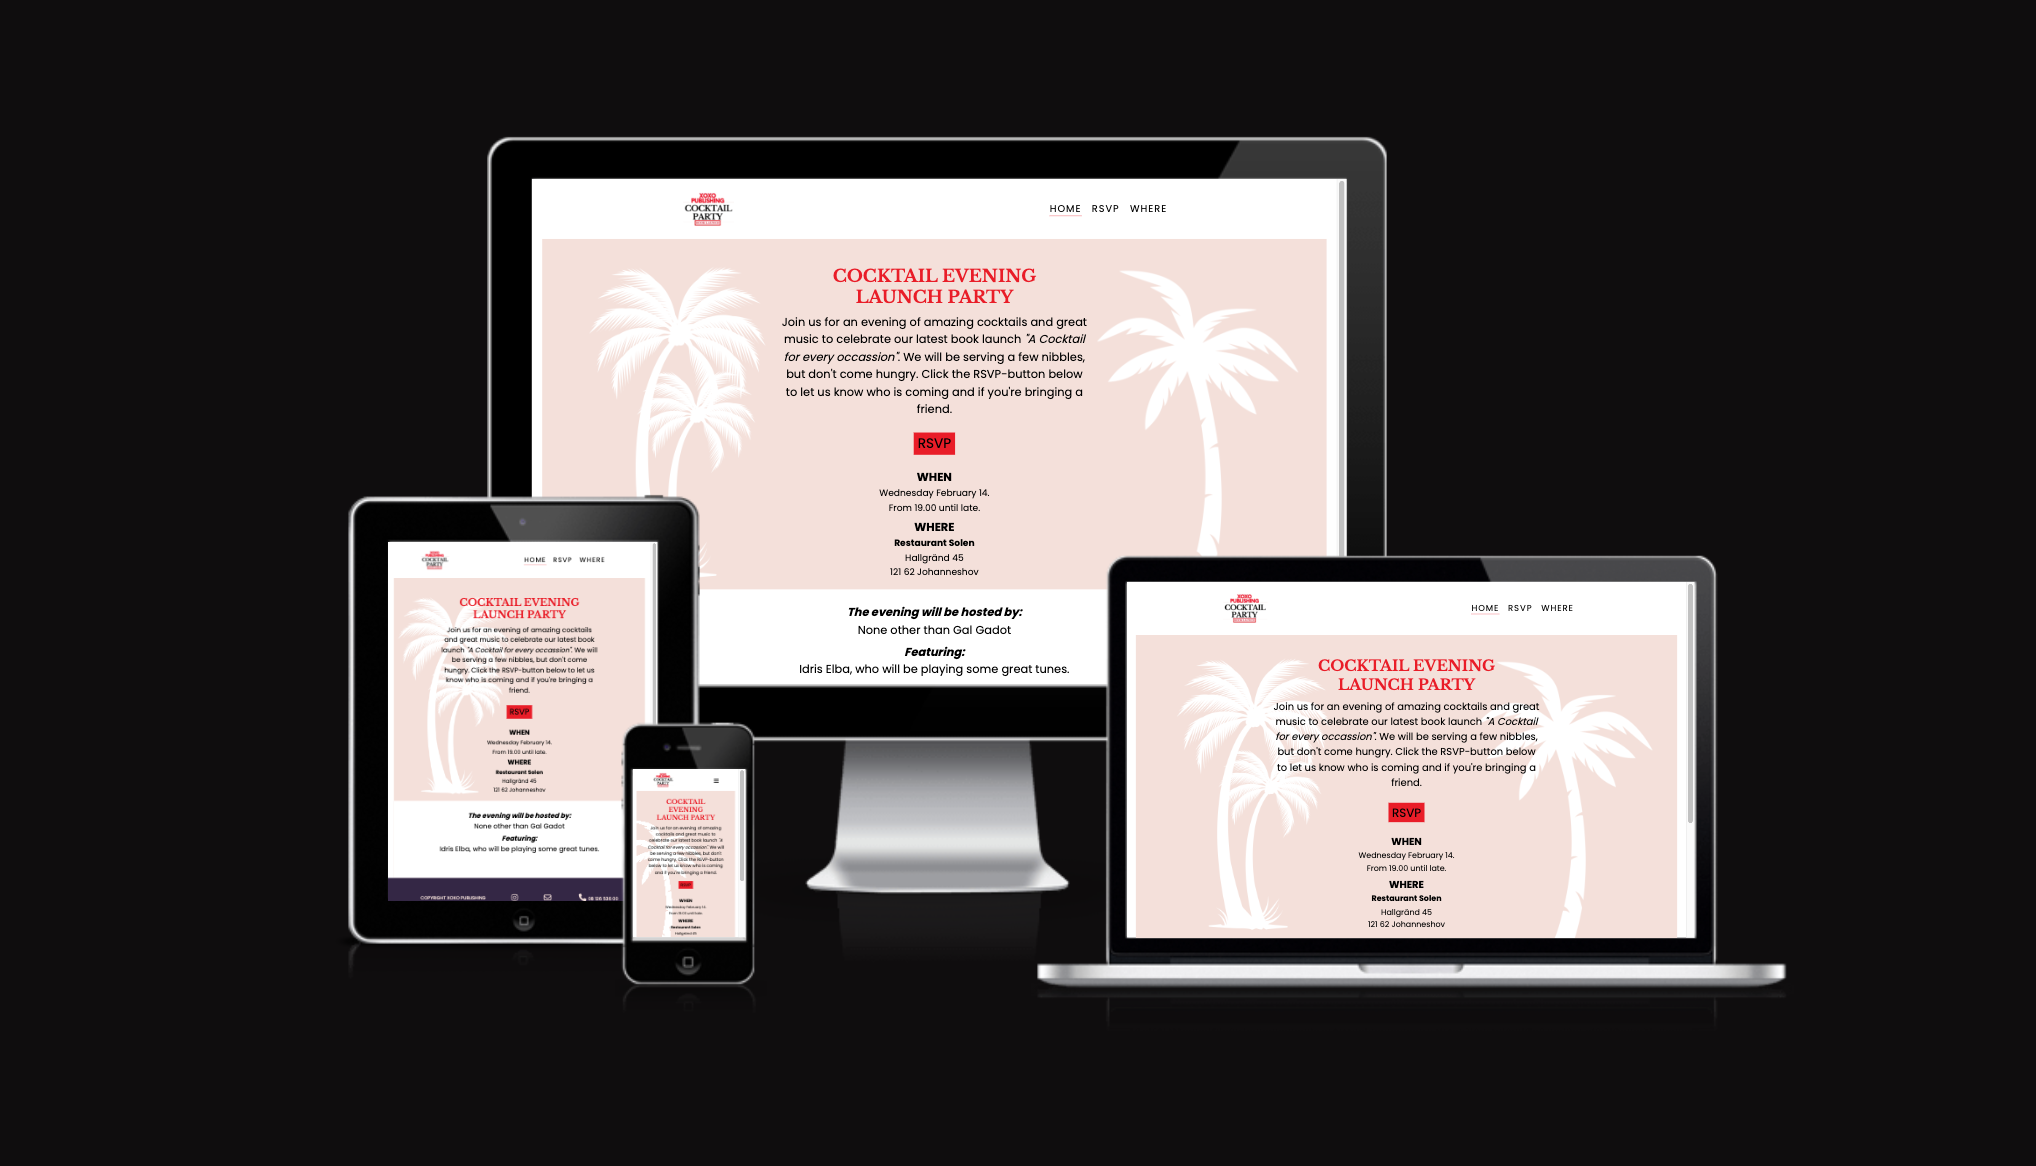 XOXO
PUBLISHING
COCKTAIL
PARTY
HOME RSVP WHERE
COCKTAIL EVENING
LAUNCH PARTY
Join us for an evening of amazing cocktails and great
music to celebrate our latest book launch "A Cocktail
for every occassion". We will be serving a few nibbles,
but don't come hungry. Click the RSVP-button below
to let us know who is coming and if you're bringing a
friend.
RSVP
WHEN
Wednesday February 14.
From 19.00 until late.
WHERE
Restaurant Solen
Hallgränd 45
121 62 Johanneshov
The evening will be hosted by:
None other than Gal Gadot
Featuring:
Idris Elba, who will be playing some great tunes.
XOXO
PUBLISHING
COCKTAIL
PARTY
HOME RSVP WHERE
COCKTAIL EVENING
LAUNCH PARTY
Join us for an evening of amazing cocktails
and great music to celebrate our latest book
launch "A Cocktail for every occassion". We will
be serving a few nibbles, but don't come
hungry. Click the RSVP-button below to let us
know who is coming and if you're bringing a
friend.
RSVP
WHEN
Wednesday February 14.
From 19.00 until late.
WHERE
Restaurant Solen
Hallgränd 45
121 62 Johanneshov
The evening will be hosted by:
None other than Gal Gadot
Featuring:
Idris Elba, who will be playing some great tunes.
COPYRIGHT XOXO PUBLISHING
COCKTAIL
PARTY
COCKTAIL
EVENING
LAUNCH PARTY
Join us for an evening of amazing
cocktails and great music to
celebrate our latest book launch "A
Cocktail for every occassion". We will
be serving a few nibbles, but don't
come hungry. Click the RSVP-button
below to let us know who is coming
and if you're bringing a friend.
RSVP
WHEN
Wednesday February 14.
From 19.00 until late.
WHERE
Restaurant Solen
Hallgränd 45
XOXO
PUBLISHING
COCKTAIL
PARTY
HOME RSVP WHERE
COCKTAIL EVENING
LAUNCH PARTY
Join us for an evening of amazing cocktails and great
music to celebrate our latest book launch "A Cocktail
for every occassion". We will be serving a few nibbles,
but don't come hungry. Click the RSVP-button below
to let us know who is coming and if you're bringing a
friend.
RSVP
WHEN
Wednesday February 14.
From 19.00 until late.
WHERE
Restaurant Solen
Hallgränd 45
121 62 Johanneshov